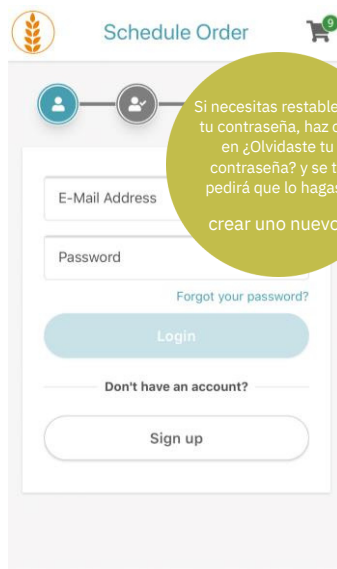 Schedule Order
9
Si necesitas
tu contraseña, haz
en ¿Olvidaste tu
contraseña? y se
pedirá que lo hagas
crear uno nuevo
E-Mail Address
Password
Forgot your password?
Login
Don't have an account?
Sign up